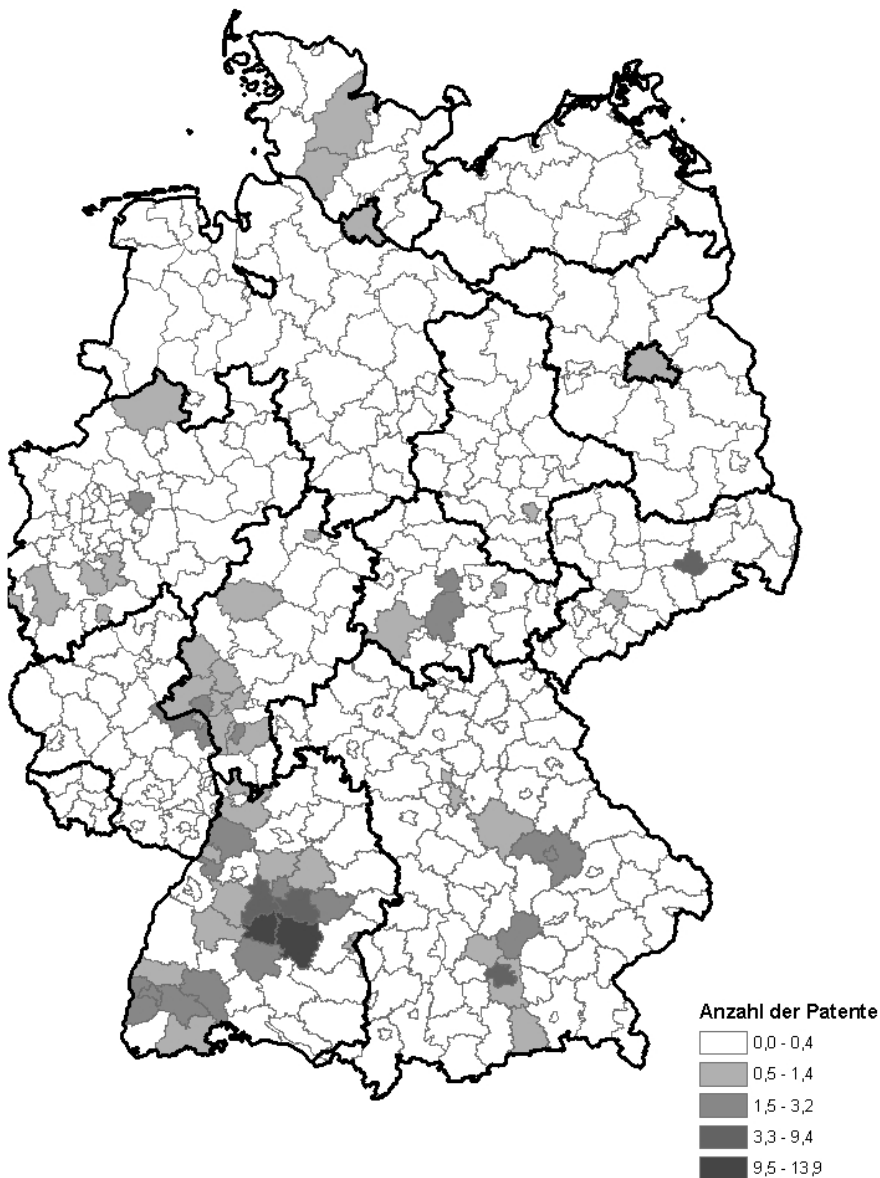 Anzahl der Patente
0,0 - 0,4
0,5 - 1,4
1,5 - 3,2
3,3 - 9,4
9,5 - 13,9